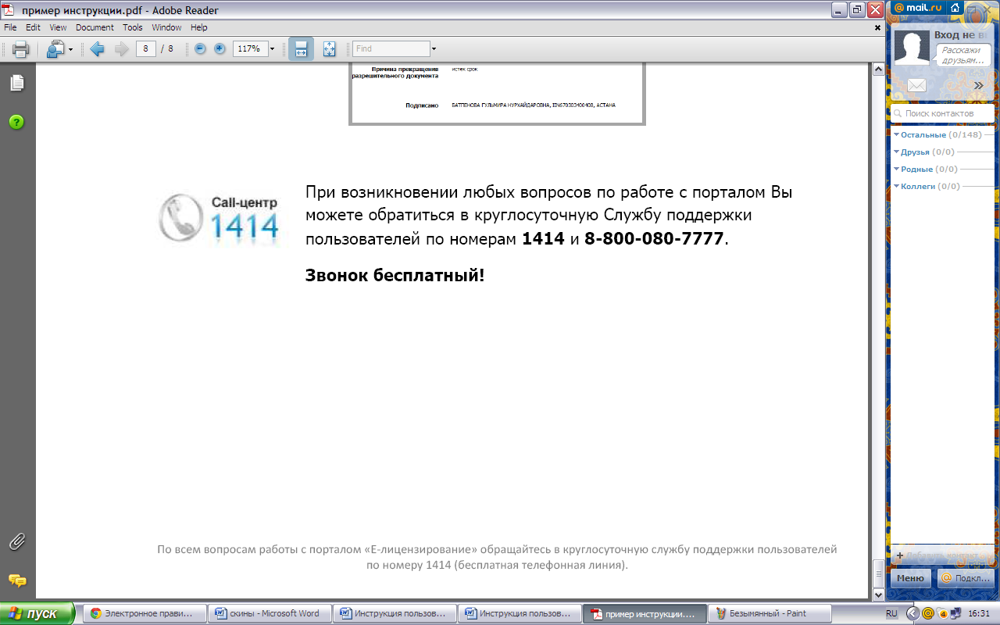 пример инструкции.pdf - Adobe Reader
File Edit View Document Tools Window Help
8 / 8 117% Find
Причина прекращения разрешительного документа истек срок
Подписано БАТПЕНОВА ГУЛЬМИРА НУРХАЙДАРОВНА, IIN670303400408, АСТАНА
Call-центр
1414
При возникновении любых вопросов по работе с порталом Вы
можете обратиться в круглосуточную Службу поддержки
пользователей по номерам 1414 и 8-800-080-7777.
Звонок бесплатный!
По всем вопросам работы с порталом «Е-лицензирование» обращайтесь в круглосуточную службу поддержки пользователей
по номеру 1414 (бесплатная телефонная линия).
@mail.ru
Вход не в
Расскажи
друзьям...
Поиск контактов
Остальные (0/148)
Друзья (0/0)
Родные (0/0)
Коллеги (0/0)
Добавить контакт
Меню
Подкл...
пуск
Электронное прави...
скины - Microsoft Word
Инструкция пользов...
Инструкция пользов...
пример инструкции....
Безымянный - Paint
RU
4
16:31